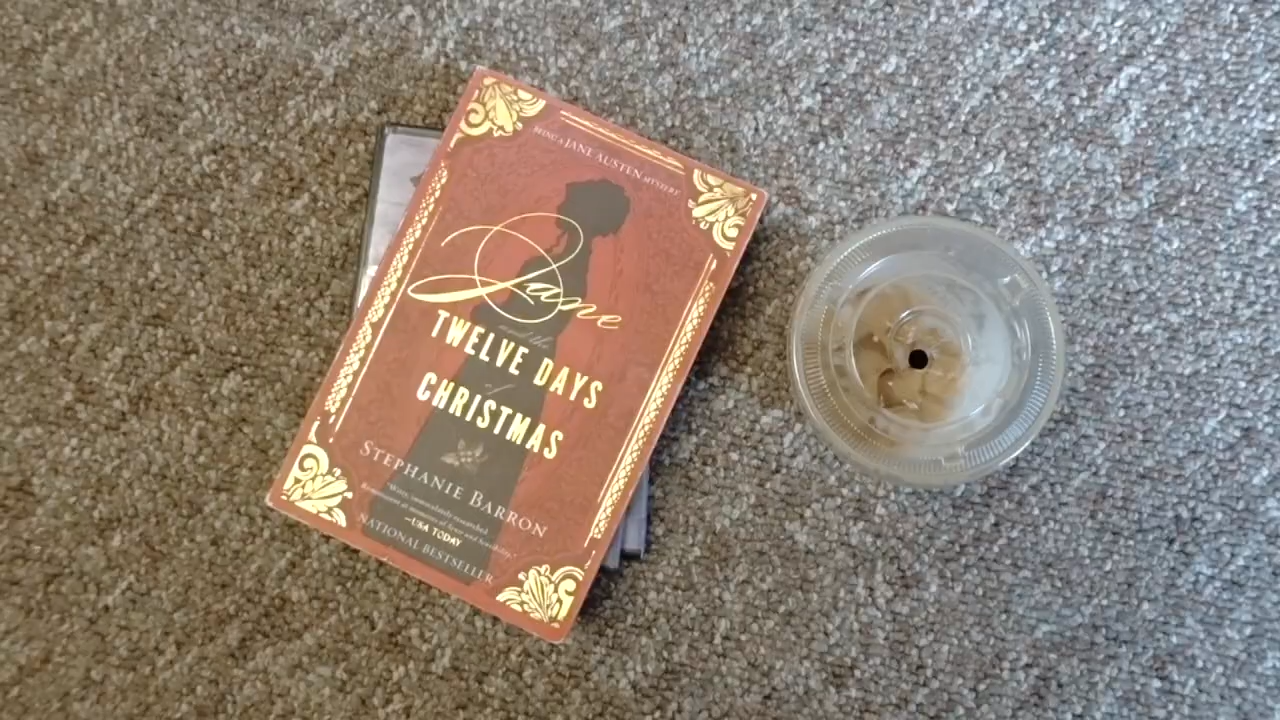 BEING A JANE AUSTEN MYSTERY
Jane
and the
TWELVE DAYS
of
CHRISTMAS
STEPHANIE BARRON
—USA TODAY
NATIONAL BESTSELLER